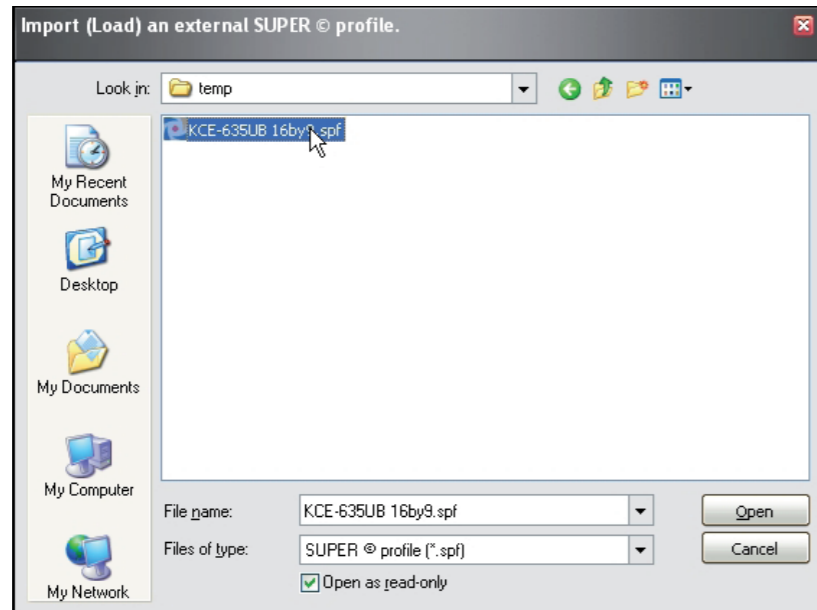 Import (Load) an external SUPER © profile.
Look in:
temp
KCE-635UB 16by9.spf
My Recent
Documents
Desktop
My Documents
My Computer
My Network
File name:
KCE-635UB 16by9.spf
Open
Files of type:
SUPER © profile (*.spf)
Cancel
Open as read-only